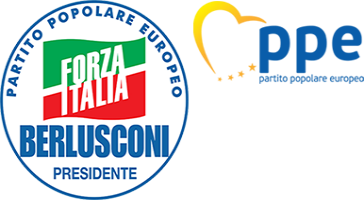 PARTITO POPOLARE EUROPEO
FORZA
ITALIA
BERLUSCONI
PRESIDENTE
ppe
partito popolare europeo